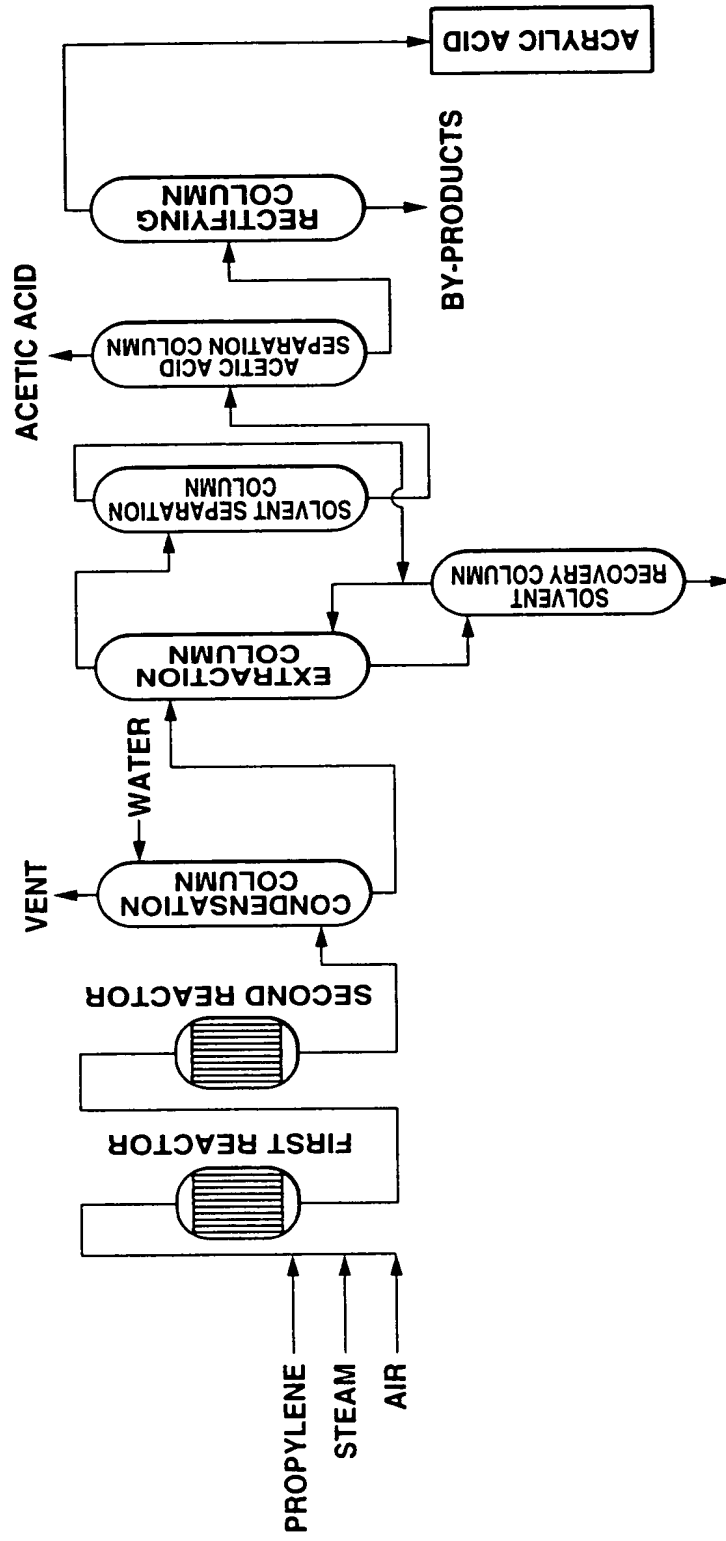 PROPYLENE
STEAM
AIR
FIRST REACTOR
SECOND REACTOR
VENT
CONDENSATION
COLUMN
WATER
EXTRACTION
COLUMN
SOLVENT
RECOVERY COLUMN
SOLVENT SEPARATION
COLUMN
ACETIC ACID
ACETIC ACID
SEPARATION COLUMN
RECTIFYING
COLUMN
BY-PRODUCTS
ACRYLIC ACID